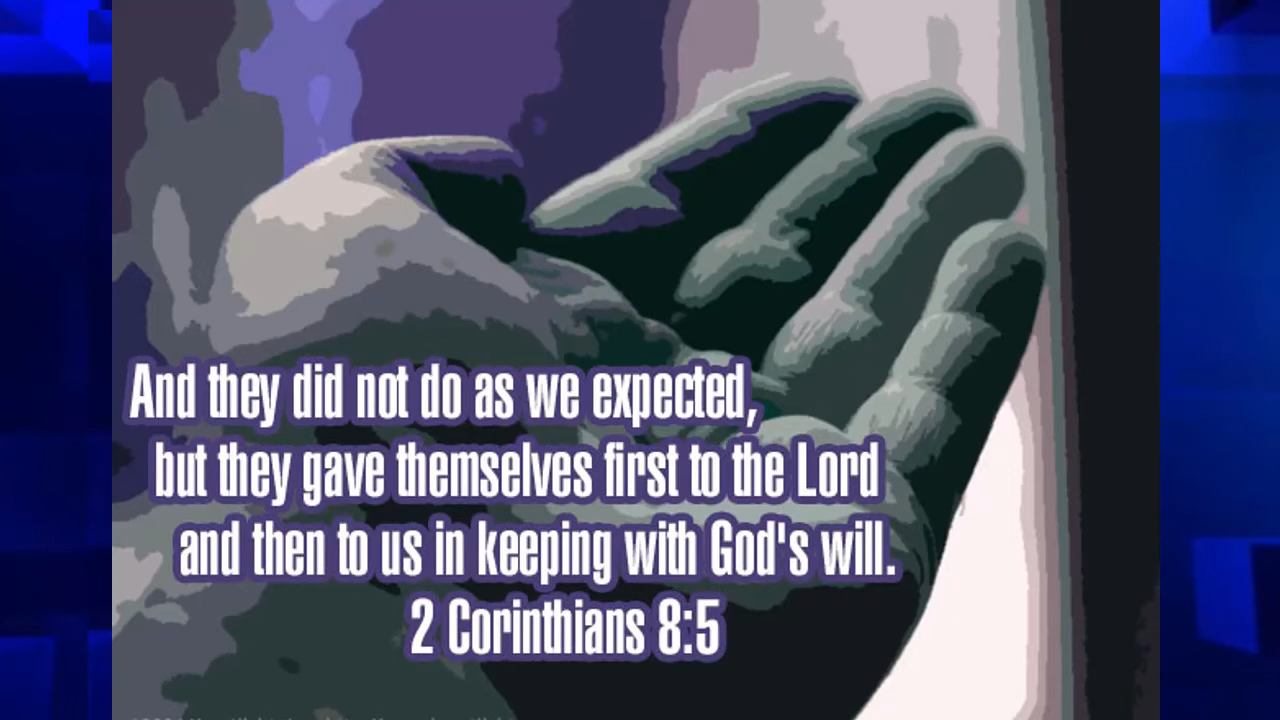 And they did not do as we expected,
but they gave themselves first to the Lord
and then to us in keeping with God's will.
2 Corinthians 8:5